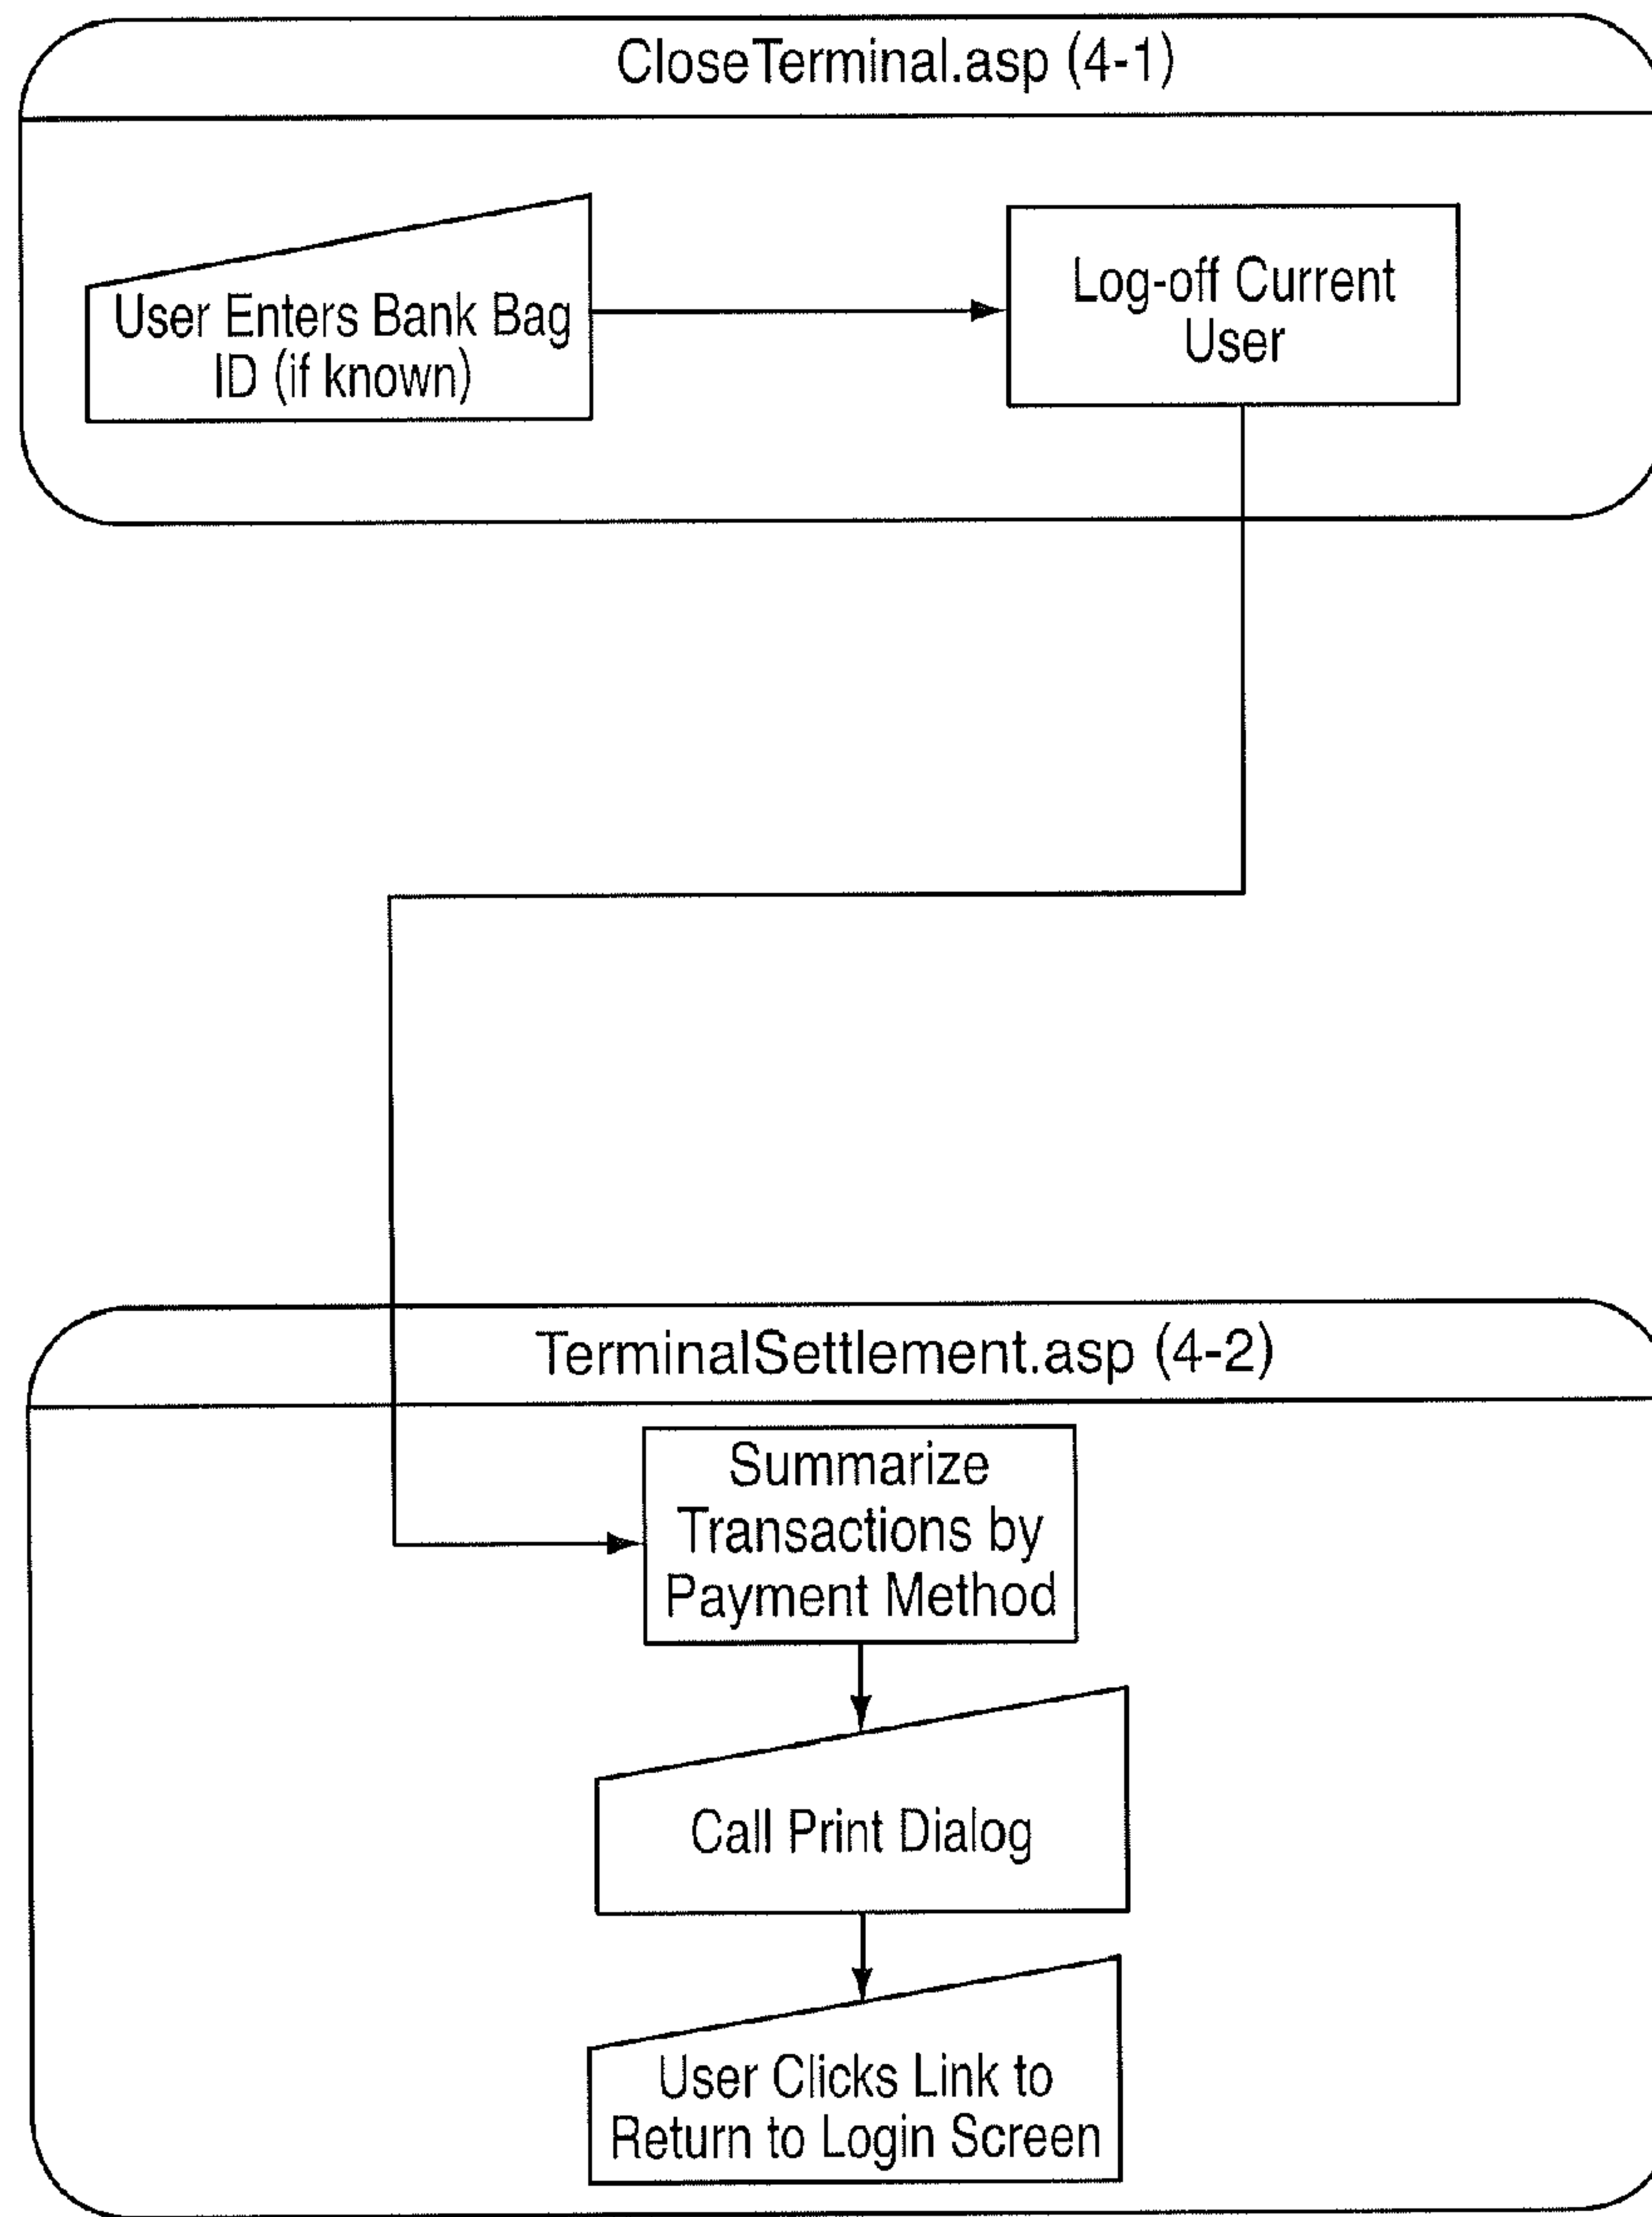 CloseTerminal.asp (4-1)
User Enters Bank Bag
ID (if known)
Log-off Current
User
TerminalSettlement.asp (4-2)
Summarize
Transactions by
Payment Method
Call Print Dialog
User Clicks Link to
Return to Login Screen